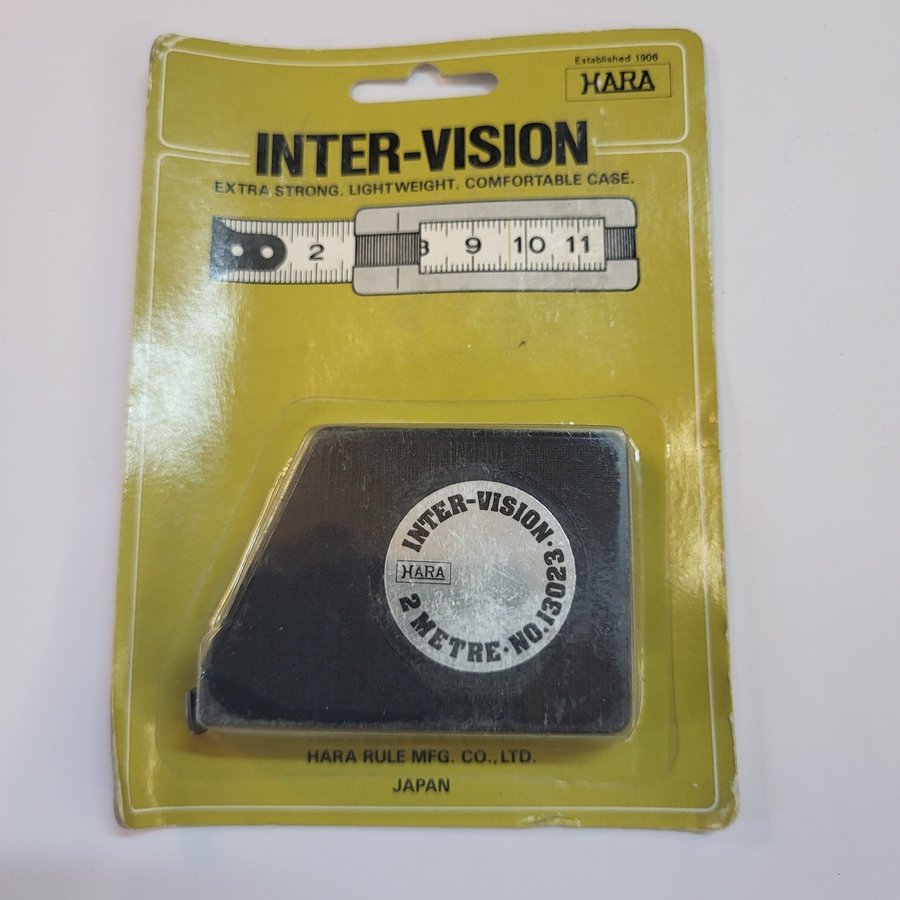 Established 1906
HARA
INTER-VISION
EXTRA STRONG. LIGHTWEIGHT. COMFORTABLE CASE.
2 8 9 10 11
INTER-VISION·
NO.13023
HARA
2 METRE·
HARA RULE MFG. CO., LTD.
JAPAN